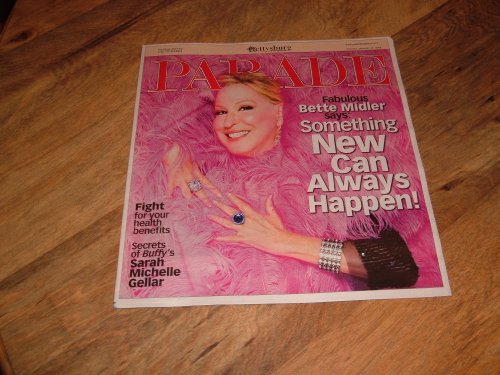 Gettysburg
PARADE
Fabulous
Bette Midler
says:
Something
New
Can
Always
Happen!
Fight
for your
health
benefits
Secrets
of Buffy's
Sarah
Michelle
Gellar